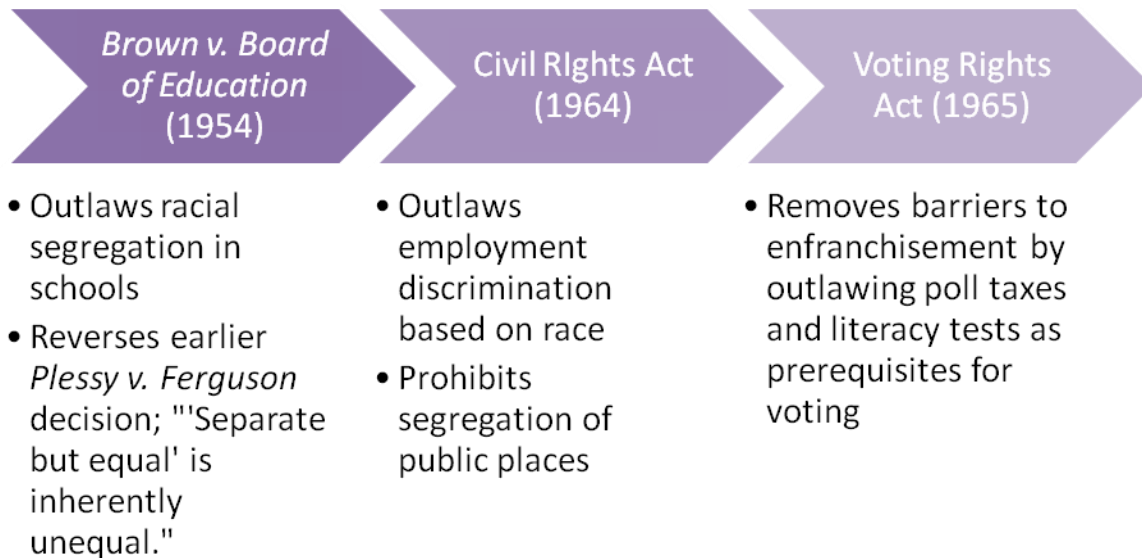 Brown v. Board
of Education
(1954)
• Outlaws racial
segregation in
schools
• Reverses earlier
Plessy v. Ferguson
decision; "'Separate
but equal' is
inherently
unequal."
Civil RIghts Act
(1964)
• Outlaws
employment
discrimination
based on race
• Prohibits
segregation of
public places
Voting Rights
Act (1965)
• Removes barriers to
enfranchisement by
outlawing poll taxes
and literacy tests as
prerequisites for
voting